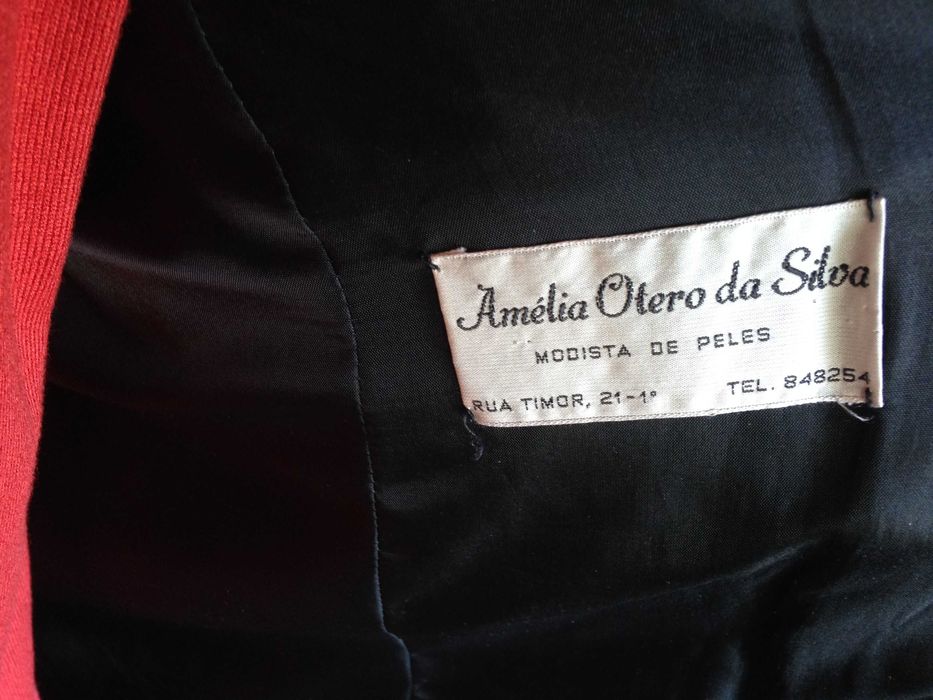 Amélia Otero da Silva
MODISTA DE PELES
RUA TIMOR, 21-1º TEL. 848254